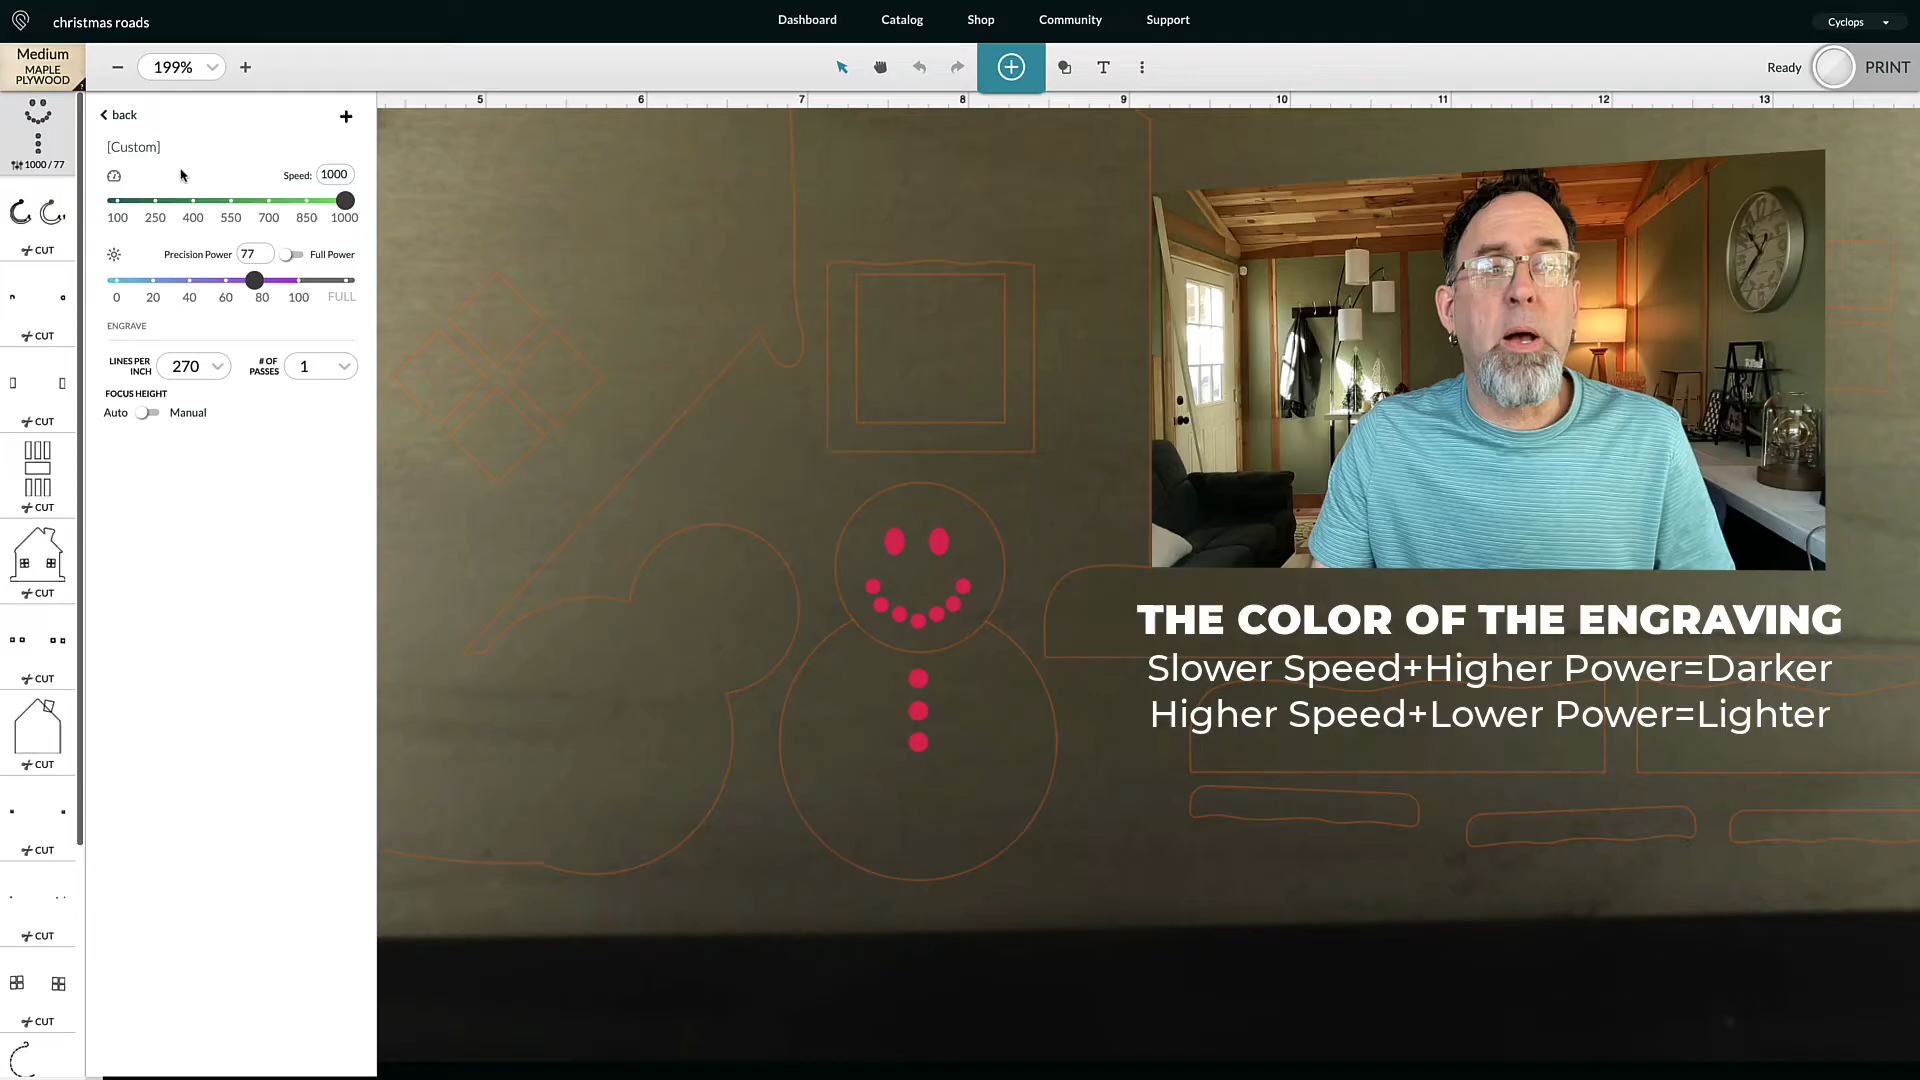 christmas roads
Dashboard
Catalog
Shop
Community
Support
Cyclops
Medium
MAPLE
PLYWOOD
199%
Ready
PRINT
5
6
7
8
9
10
11
12
13
1000 / 77
CUT
CUT
CUT
CUT
CUT
CUT
CUT
CUT
CUT
CUT
back
[Custom]
Speed: 1000
100 250 400 550 700 850 1000
Precision Power 77 Full Power
0 20 40 60 80 100 FULL
ENGRAVE
LINES PER
INCH
270
# OF
PASSES
1
FOCUS HEIGHT
Auto
Manual
THE COLOR OF THE ENGRAVING
Slower Speed+Higher Power=Darker
Higher Speed+Lower Power=Lighter